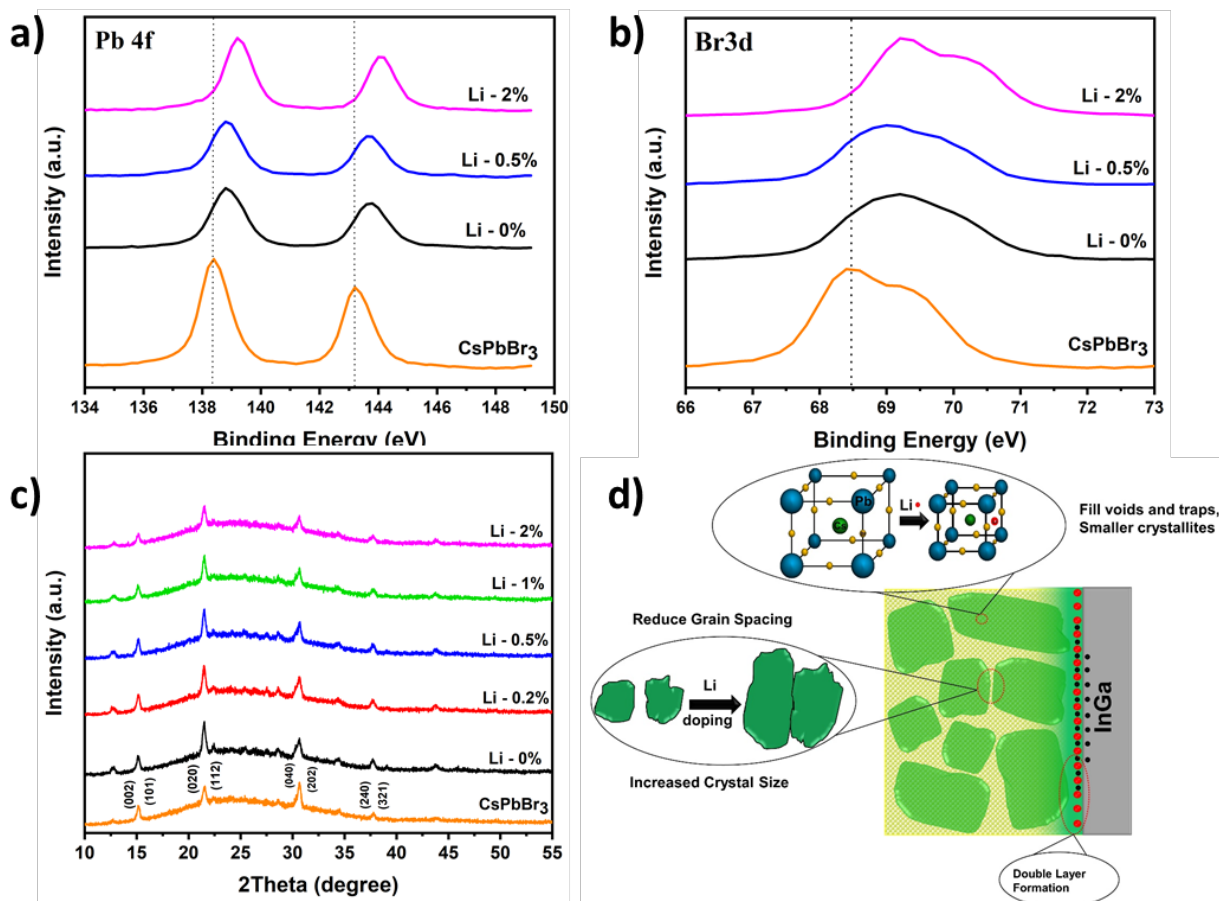 a)
Pb 4f
Li - 2%
Li - 0.5%
Li - 0%
CsPbBr3
Intensity (a.u.)
134 136 138 140 142 144 146 148 150
Binding Energy (eV)
b)
Br3d
Li - 2%
Li - 0.5%
Li - 0%
CsPbBr3
Intensity (a.u.)
66 67 68 69 70 71 72 73
Binding Energy (eV)
c)
Li - 2%
Li - 1%
Li - 0.5%
Li - 0.2%
Li - 0%
(002)
(101)
(020)
(112)
(040)
(202)
(240)
(321)
CsPbBr3
Intensity (a.u.)
10 15 20 25 30 35 40 45 50 55
2Theta (degree)
d)
Pb
Li
Fill voids and traps,
Smaller crystallites
Reduce Grain Spacing
Li
doping
Increased Crystal Size
InGa
Double Layer
Formation